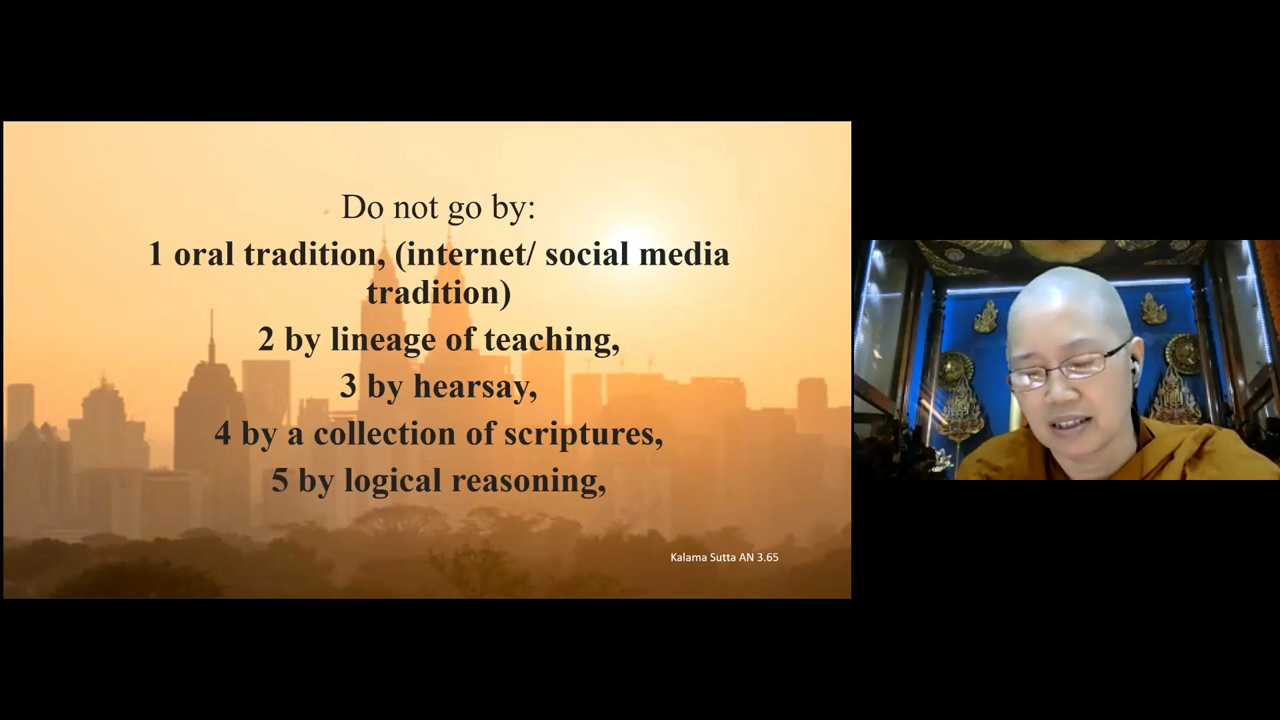 Do not go by:
1 oral tradition, (internet/ social media
tradition)
2 by lineage of teaching,
3 by hearsay,
4 by a collection of scriptures,
5 by logical reasoning,
Kalama Sutta AN 3.65